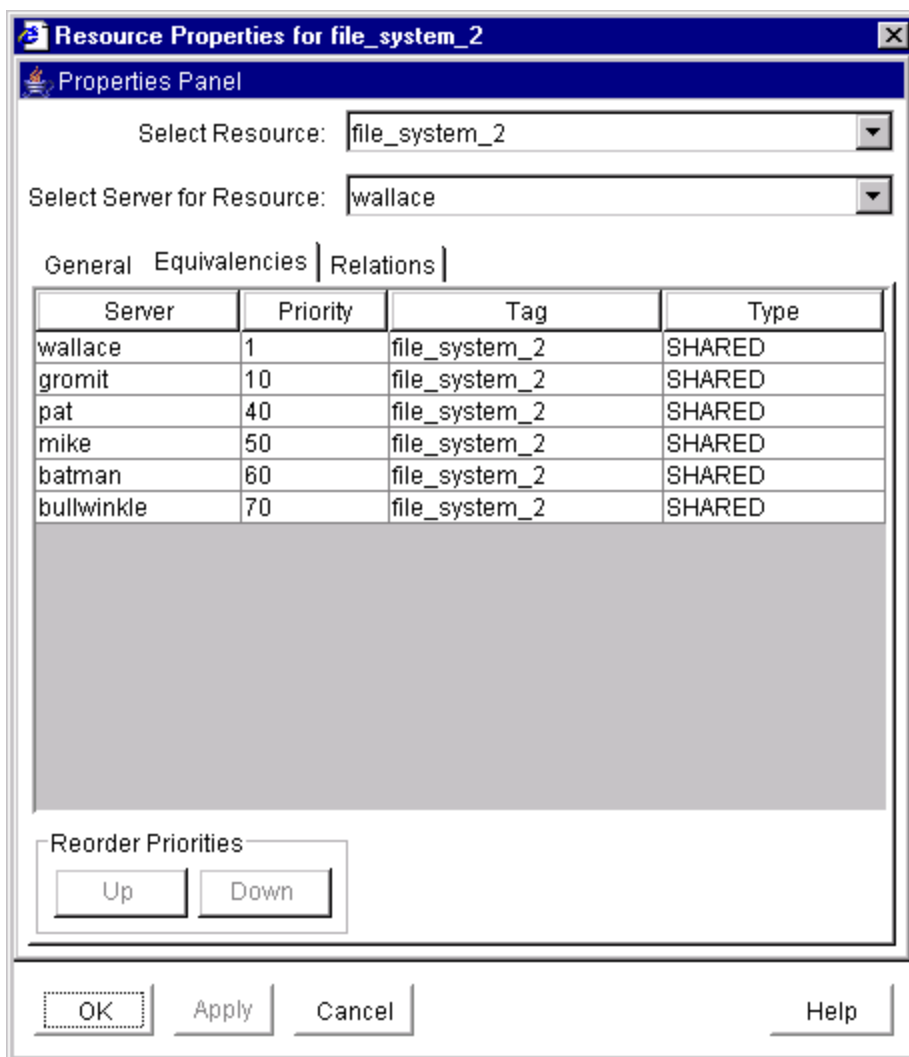 Resource Properties for file_system_2
Properties Panel
Select Resource: file_system_2
Select Server for Resource: wallace
General Equivalencies Relations
Server Priority Tag Type
wallace 1 file_system_2 SHARED
gromit 10 file_system_2 SHARED
pat 40 file_system_2 SHARED
mike 50 file_system_2 SHARED
batman 60 file_system_2 SHARED
bullwinkle 70 file_system_2 SHARED
Reorder Priorities
Up Down
OK Apply Cancel Help